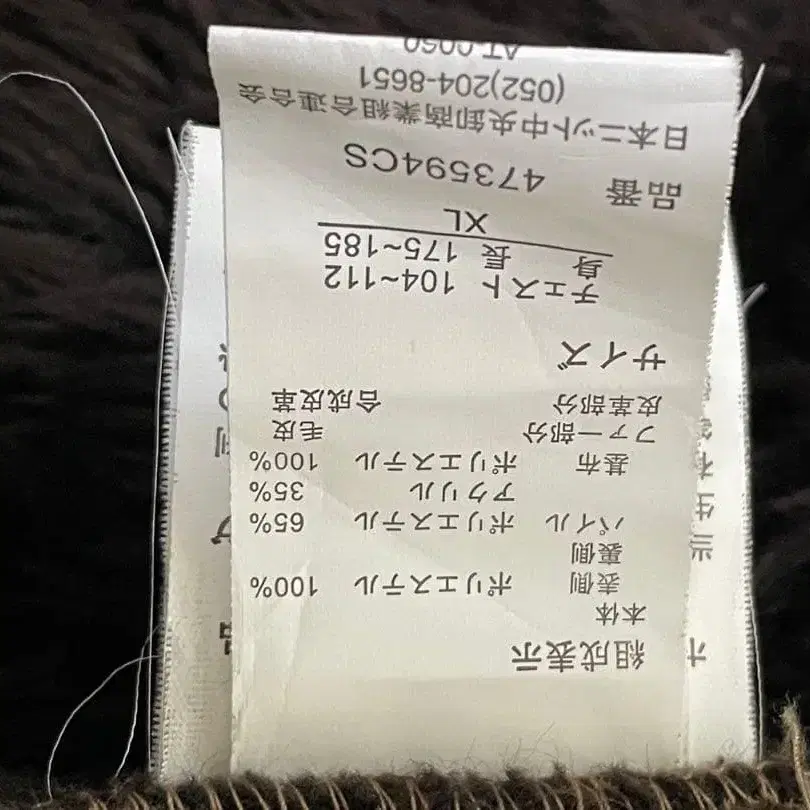 組成表示
本体
表側 ポリエステル 100%
裏側
パイル ポリエステル 65%
アクリル 35%
基布 ポリエステル 100%
ファー部分 毛皮
皮革部分 合成皮革
サイズ
チェスト 104~112
身長 175~185
XL
品番 473594CS
日本ニット中央卸商業組合連合会
(052)204-8651
AT-0050